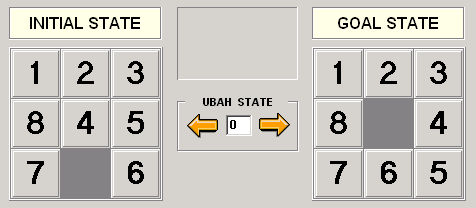 INITIAL STATE
1 2 3
8 4 5
7 6
UBAH STATE
0
GOAL STATE
1 2 3
8 4
7 6 5